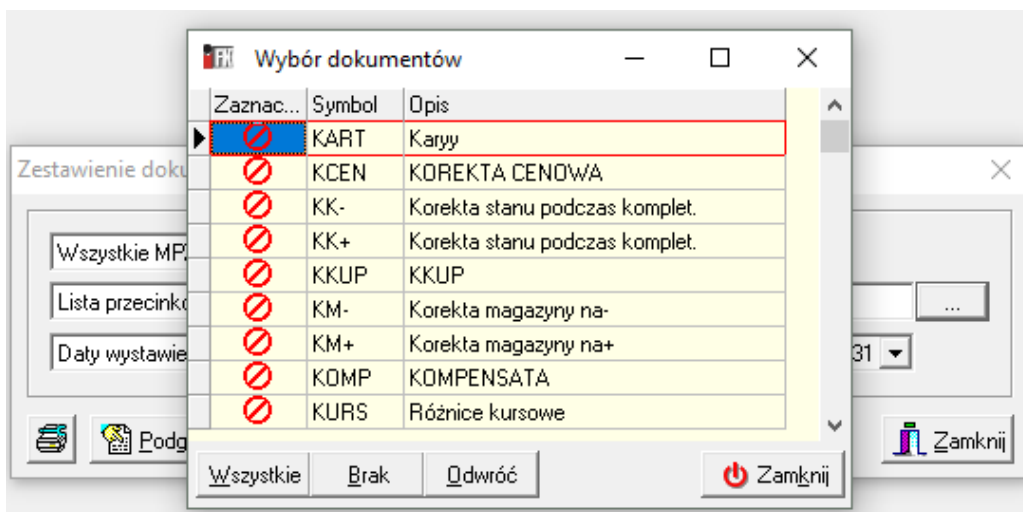 Wybór dokumentów
Zaznac... Symbol Opis
KART Karyy
KCEN KOREKTA CENOWA
KK- Korekta stanu podczas komplet.
KK+ Korekta stanu podczas komplet.
KKUP KKUP
KM- Korekta magazyny na-
KM+ Korekta magazyny na+
KOMP KOMPENSATA
KURS Różnice kursowe
Wszystkie Brak Odwróć Zamknij
Zestawienie doku
Wszystkie MP
Lista przecinko ...
Daty wystawie 31
Podg Zamknij